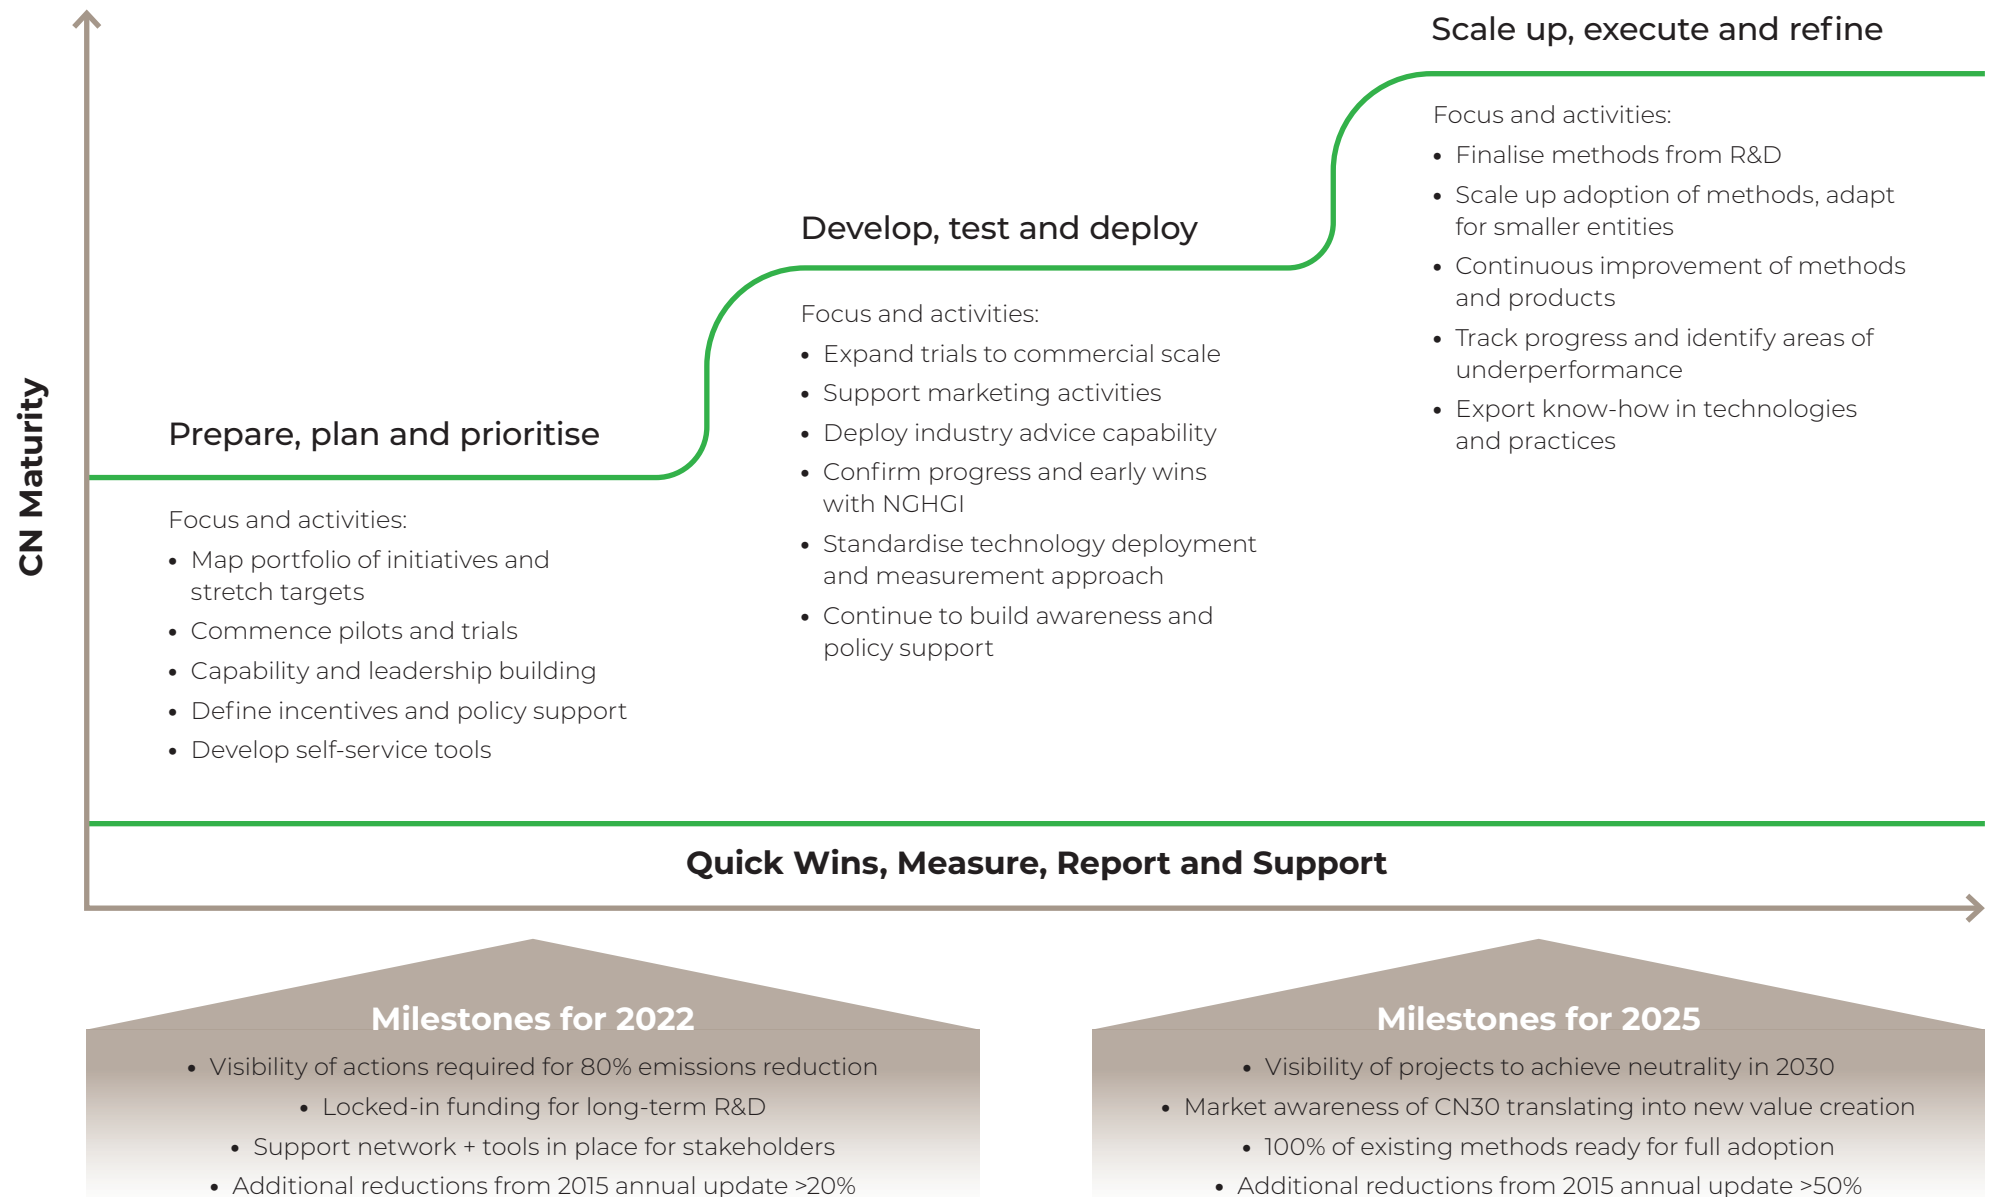 CN Maturity
Prepare, plan and prioritise
Focus and activities:
• Map portfolio of initiatives and
stretch targets
• Commence pilots and trials
• Capability and leadership building
• Define incentives and policy support
• Develop self-service tools
Develop, test and deploy
Focus and activities:
• Expand trials to commercial scale
• Support marketing activities
• Deploy industry advice capability
• Confirm progress and early wins
with NGHGI
• Standardise technology deployment
and measurement approach
• Continue to build awareness and
policy support
Scale up, execute and refine
Focus and activities:
• Finalise methods from R&D
• Scale up adoption of methods, adapt
for smaller entities
• Continuous improvement of methods
and products
• Track progress and identify areas of
underperformance
• Export know-how in technologies
and practices
Quick Wins, Measure, Report and Support
Milestones for 2022
• Visibility of actions required for 80% emissions reduction
• Locked-in funding for long-term R&D
• Support network + tools in place for stakeholders
• Additional reductions from 2015 annual update >20%
Milestones for 2025
• Visibility of projects to achieve neutrality in 2030
• Market awareness of CN30 translating into new value creation
• 100% of existing methods ready for full adoption
• Additional reductions from 2015 annual update >50%